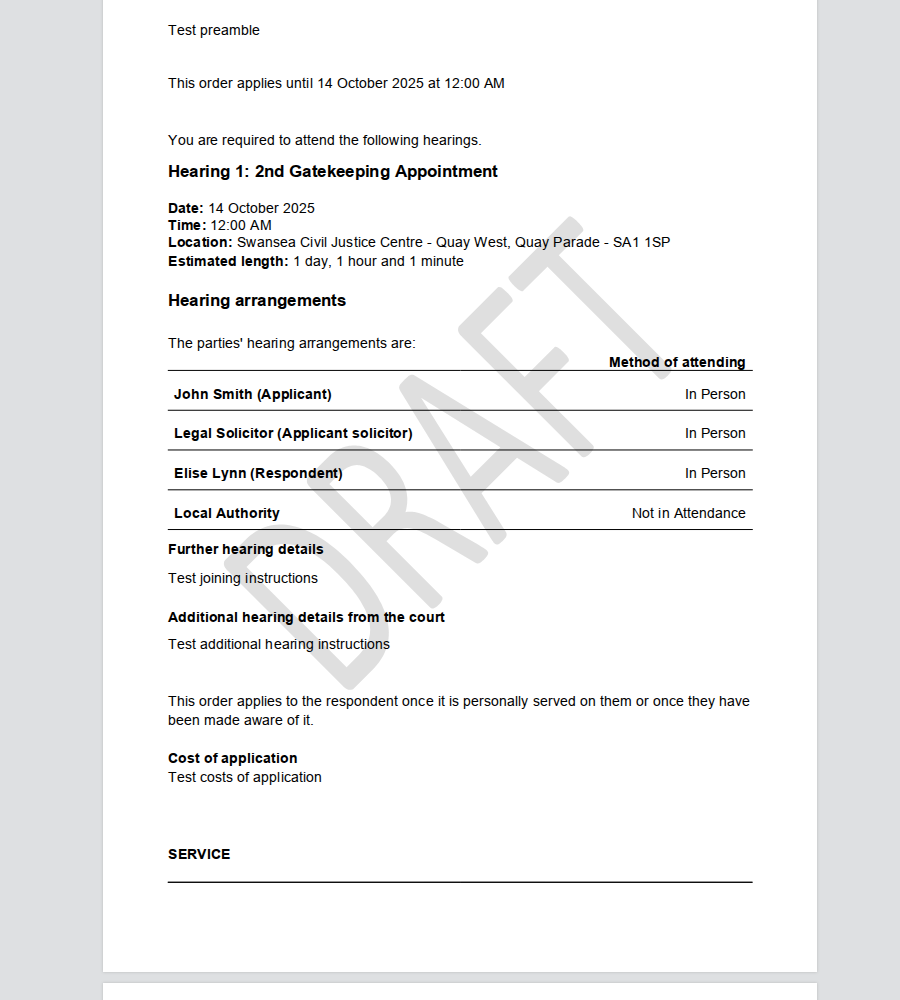 Test preamble
This order applies until 14 October 2025 at 12:00 AM
You are required to attend the following hearings.
Hearing 1: 2nd Gatekeeping Appointment
Date: 14 October 2025
Time: 12:00 AM
Location: Swansea Civil Justice Centre - Quay West, Quay Parade - SA1 1SP
Estimated length: 1 day, 1 hour and 1 minute
Hearing arrangements
The parties' hearing arrangements are:
Method of attending
John Smith (Applicant) In Person
Legal Solicitor (Applicant solicitor) In Person
Elise Lynn (Respondent) In Person
Local Authority Not in Attendance
Further hearing details
Test joining instructions
Additional hearing details from the court
Test additional hearing instructions
This order applies to the respondent once it is personally served on them or once they have
been made aware of it.
Cost of application
Test costs of application
SERVICE
DRAFT